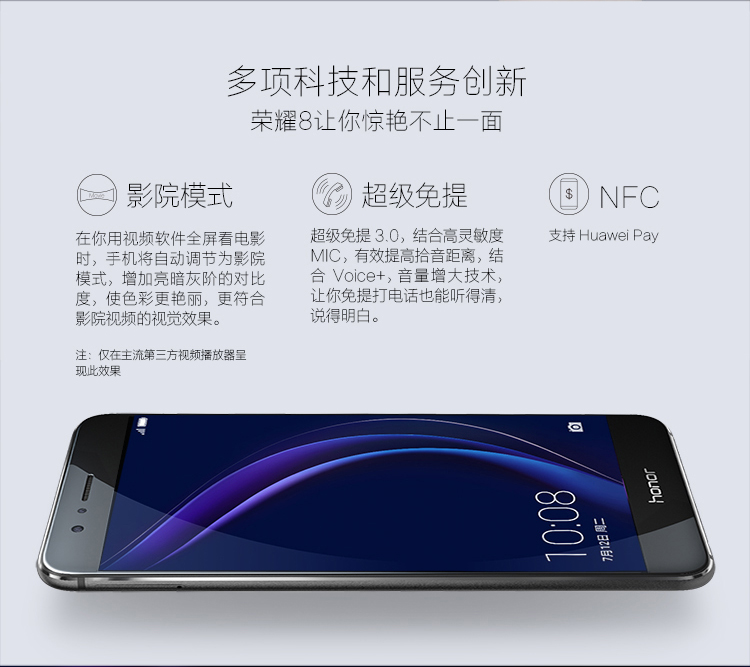 多项科技和服务创新
荣耀8让你惊艳不止一面
Movie
影院模式
在你用视频软件全屏看电影
时，手机将自动调节为影院
模式，增加亮暗灰阶的对比
度，使色彩更艳丽，更符合
影院视频的视觉效果。
注：仅在主流第三方视频播放器呈
现此效果
超级免提
超级免提 3.0，结合高灵敏度
MIC，有效提高拾音距离，结
合 Voice+，音量增大技术，
让你免提打电话也能听得清，
说得明白。
$
NFC
支持 Huawei Pay
10:08
7月12日 周二
honor